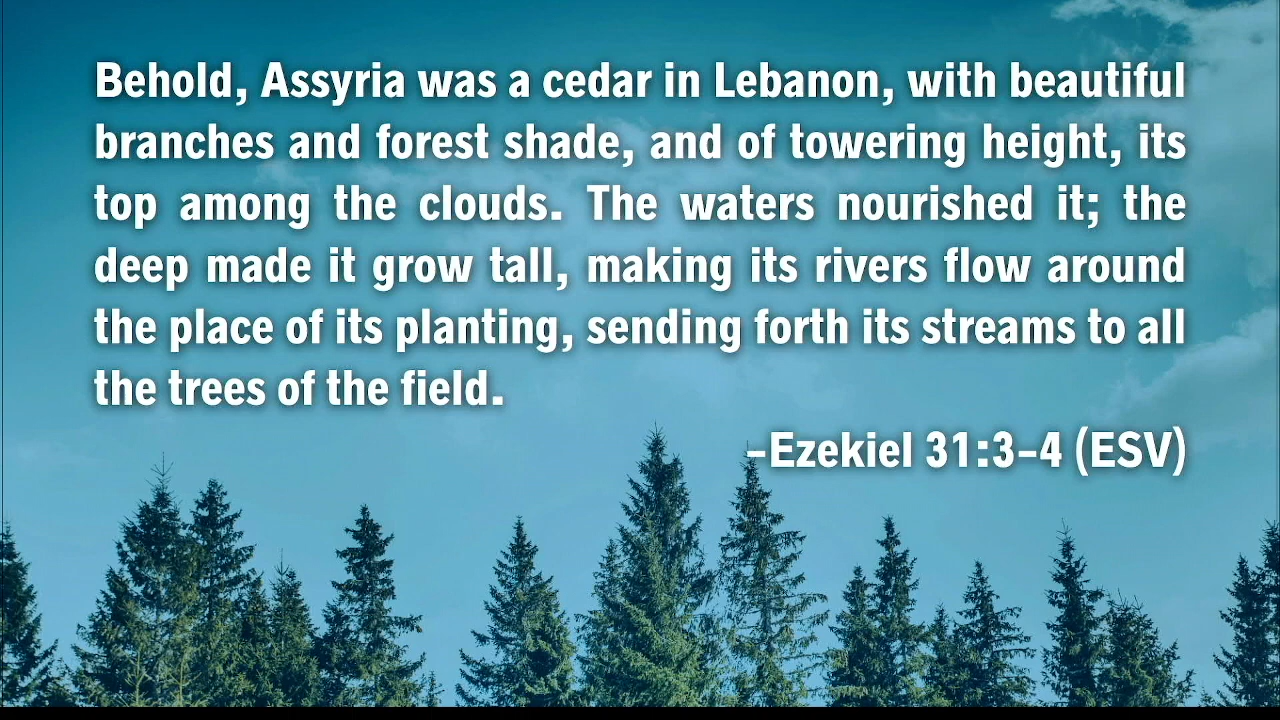 Behold, Assyria was a cedar in Lebanon, with beautiful
branches and forest shade, and of towering height, its
top among the clouds. The waters nourished it; the
deep made it grow tall, making its rivers flow around
the place of its planting, sending forth its streams to all
the trees of the field.
–Ezekiel 31:3–4 (ESV)